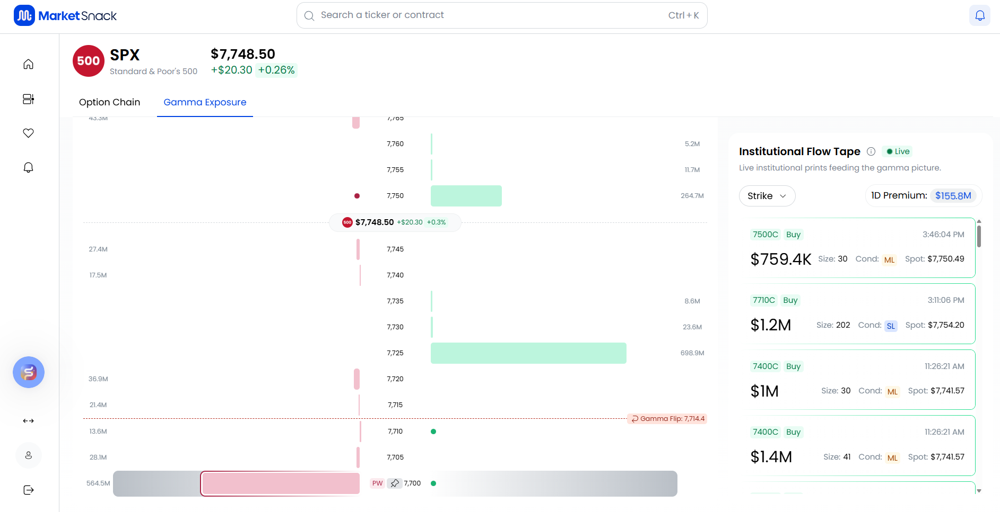 MarketSnack
Search a ticker or contract
Ctrl + K
500
SPX
Standard & Poor's 500
$7,748.50
+$20.30 +0.26%
Option Chain
Gamma Exposure
43.3M 7,765
7,760 5.2M
7,755 11.7M
7,750 264.7M
500 $7,748.50 +$20.30 +0.3%
27.4M 7,745
17.5M 7,740
7,735 8.6M
7,730 23.6M
7,725 698.9M
36.9M 7,720
21.4M 7,715
Gamma Flip: 7,714.4
13.6M 7,710
28.1M 7,705
564.5M PW 7,700
Institutional Flow Tape Live
Live institutional prints feeding the gamma picture.
Strike
1D Premium: $155.8M
7500C Buy 3:46:04 PM
$759.4K Size: 30 Cond: ML Spot: $7,750.49
7710C Buy 3:11:06 PM
$1.2M Size: 202 Cond: SL Spot: $7,754.20
7400C Buy 11:26:21 AM
$1M Size: 30 Cond: ML Spot: $7,741.57
7400C Buy 11:26:21 AM
$1.4M Size: 41 Cond: ML Spot: $7,741.57